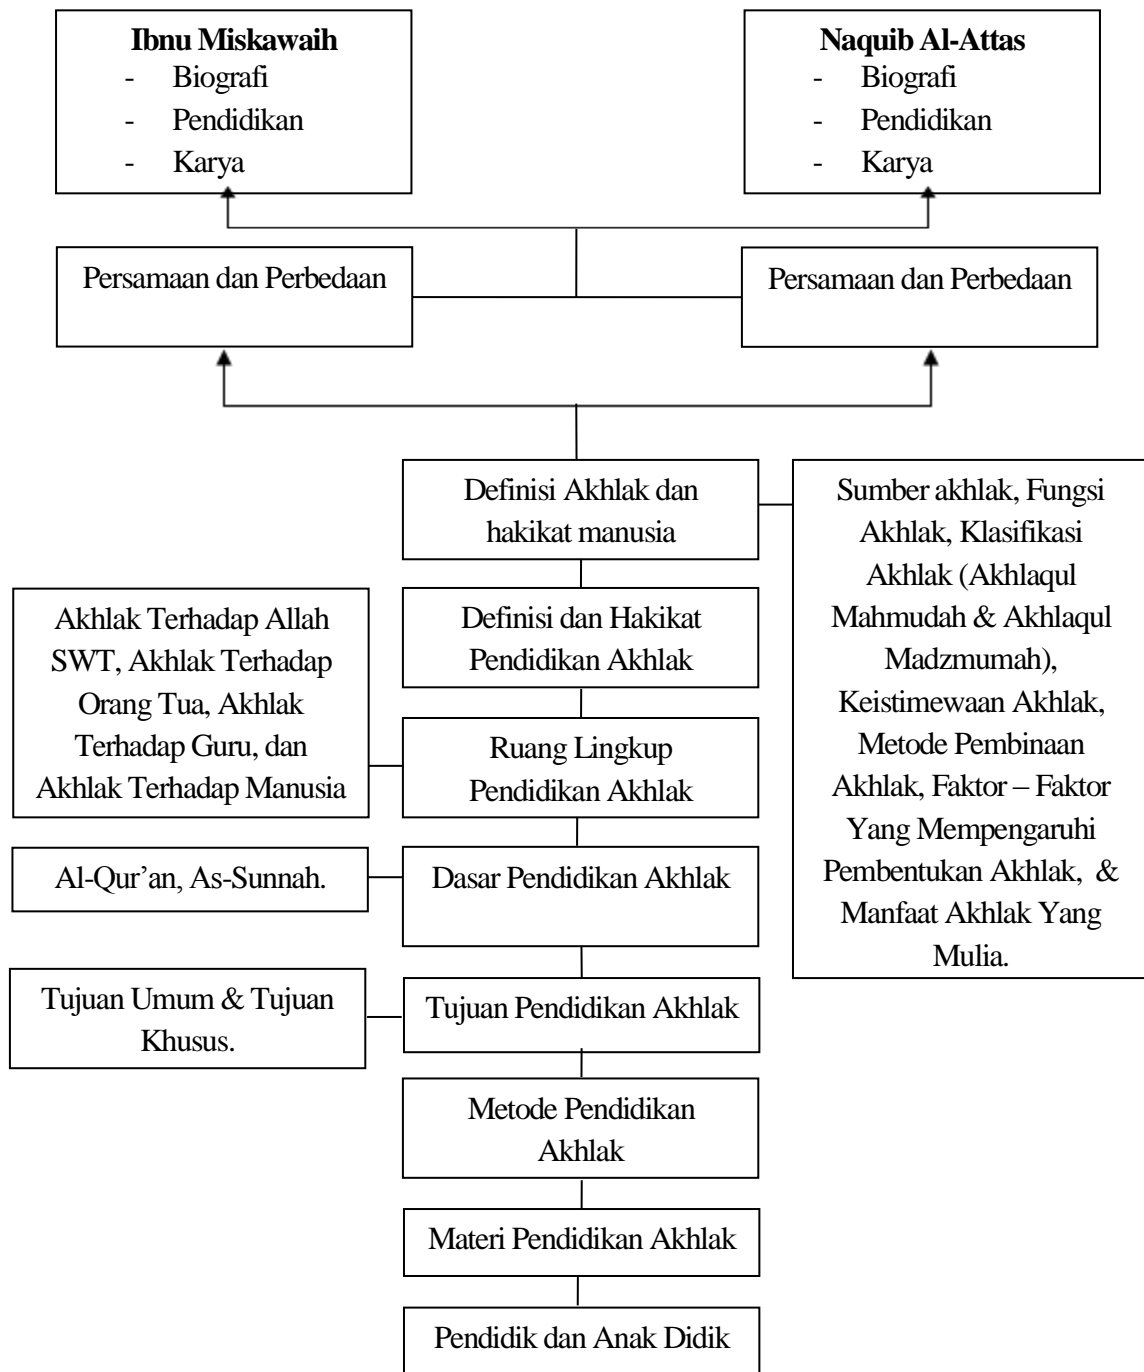 Ibnu Miskawaih
- Biografi
- Pendidikan
- Karya
Naquib Al-Attas
- Biografi
- Pendidikan
- Karya
Persamaan dan Perbedaan
Persamaan dan Perbedaan
Definisi Akhlak dan
hakikat manusia
Sumber akhlak, Fungsi
Akhlak, Klasifikasi
Akhlak (Akhlaqul
Mahmudah & Akhlaqul
Madzmumah),
Keistimewaan Akhlak,
Metode Pembinaan
Akhlak, Faktor – Faktor
Yang Mempengaruhi
Pembentukan Akhlak, &
Manfaat Akhlak Yang
Mulia.
Definisi dan Hakikat
Pendidikan Akhlak
Akhlak Terhadap Allah
SWT, Akhlak Terhadap
Orang Tua, Akhlak
Terhadap Guru, dan
Akhlak Terhadap Manusia
Ruang Lingkup
Pendidikan Akhlak
Al-Qur’an, As-Sunnah.
Dasar Pendidikan Akhlak
Tujuan Umum & Tujuan
Khusus.
Tujuan Pendidikan Akhlak
Metode Pendidikan
Akhlak
Materi Pendidikan Akhlak
Pendidik dan Anak Didik